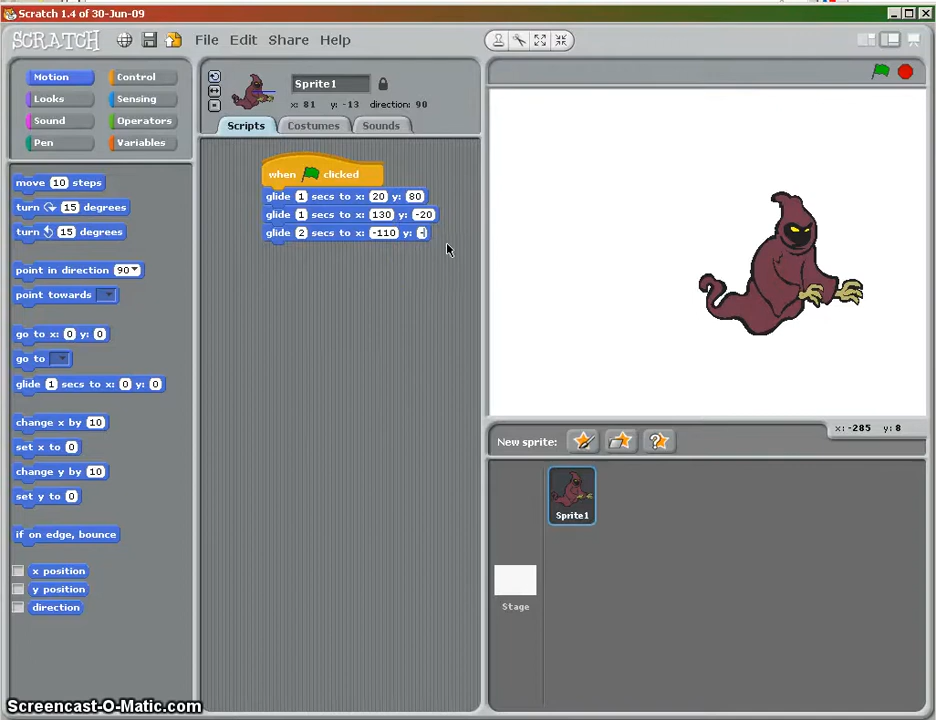 Scratch 1.4 of 30-Jun-09
SCRATCH File Edit Share Help
Motion Control
Looks Sensing
Sound Operators
Pen Variables
Sprite1
x: 81 y: -13 direction: 90
Scripts Costumes Sounds
move 10 steps
turn 15 degrees
turn 15 degrees
point in direction 90
point towards
go to x: 0 y: 0
go to
glide 1 secs to x: 0 y: 0
change x by 10
set x to 0
change y by 10
set y to 0
if on edge, bounce
x position
y position
direction
when clicked
glide 1 secs to x: 20 y: 80
glide 1 secs to x: 130 y: -20
glide 2 secs to x: -110 y: -
x: -285 y: 8
New sprite:
Sprite1
Stage
Screencast-O-Matic.com